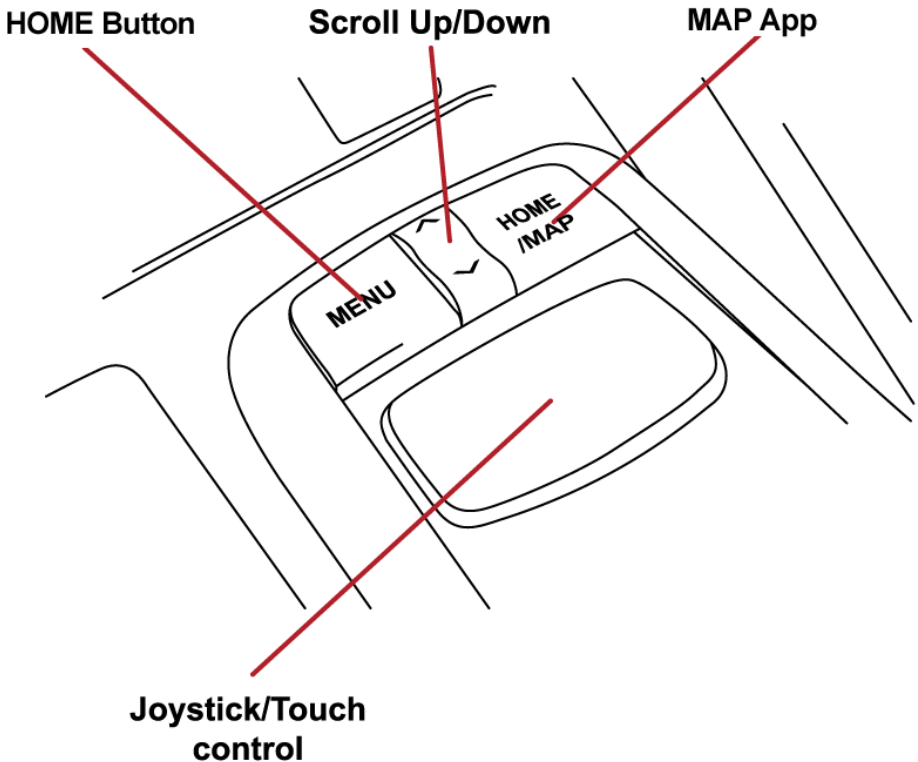 HOME Button
Scroll Up/Down
MAP App
HOME
/MAP
MENU
Joystick/Touch
control